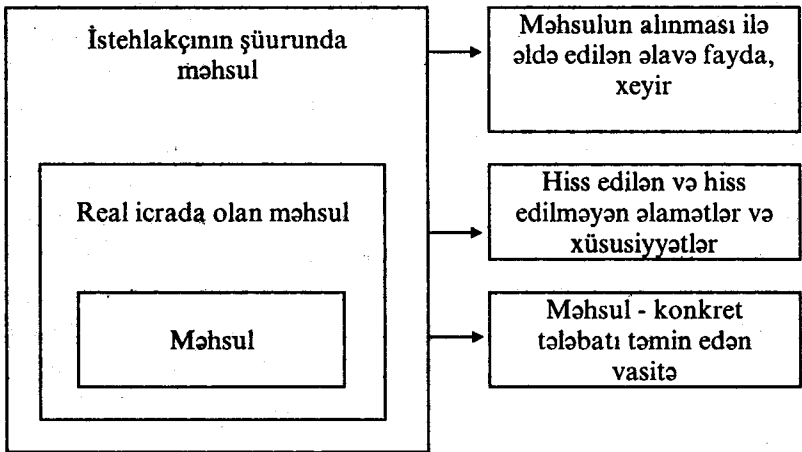 İstehlakçının şüurunda
məhsul
Məhsulun alınması ilə
əldə edilən əlavə fayda,
xeyir
Real icrada olan məhsul
Hiss edilən və hiss
edilməyən əlamətlər və
xüsusiyyətlər
Məhsul
Məhsul - konkret
tələbatı təmin edən
vasitə